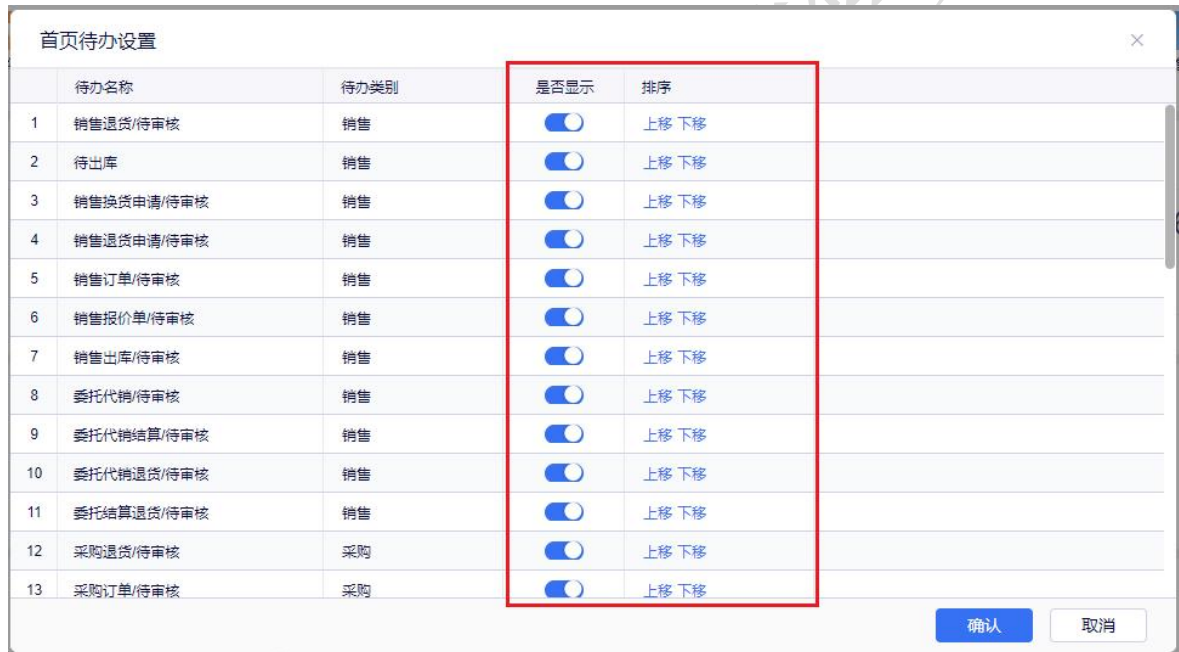 首页待办设置
待办名称 待办类别 是否显示 排序
1 销售退货/待审核 销售 上移 下移
2 待出库 销售 上移 下移
3 销售换货申请/待审核 销售 上移 下移
4 销售退货申请/待审核 销售 上移 下移
5 销售订单/待审核 销售 上移 下移
6 销售报价单/待审核 销售 上移 下移
7 销售出库/待审核 销售 上移 下移
8 委托代销/待审核 销售 上移 下移
9 委托代销结算/待审核 销售 上移 下移
10 委托代销退货/待审核 销售 上移 下移
11 委托结算退货/待审核 销售 上移 下移
12 采购退货/待审核 采购 上移 下移
13 采购订单/待审核 采购 上移 下移
确认 取消